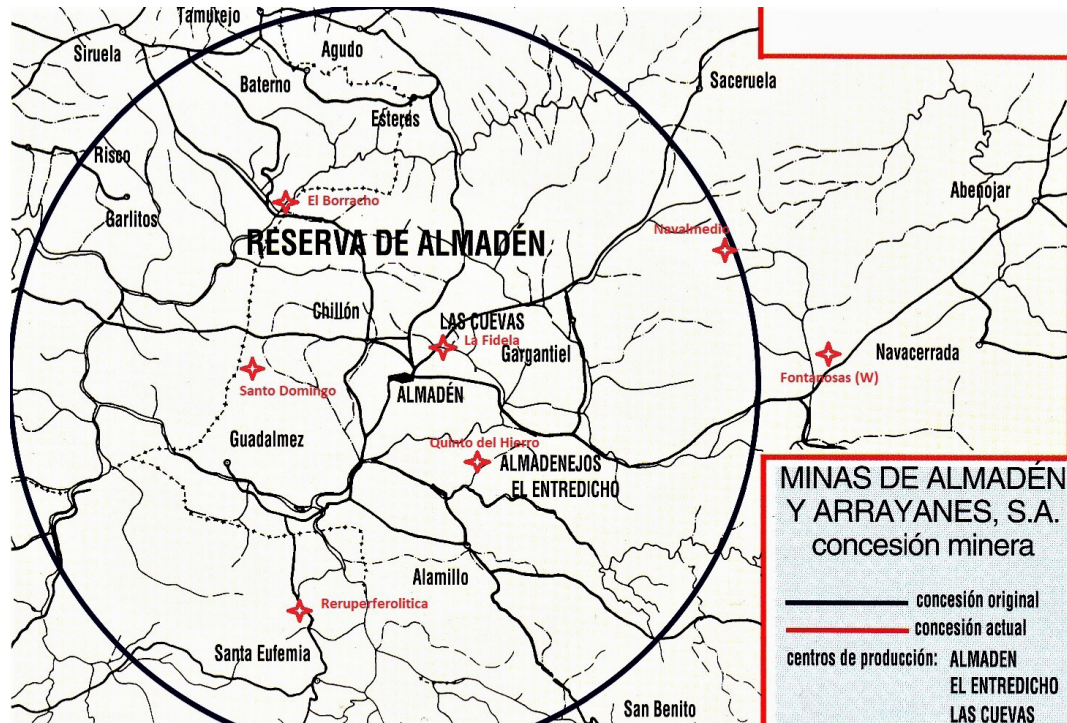 Tamurejo
Siruela
Agudo
Baterno
Saceruela
Esteras
Risco
Garlitos
El Borracho
Abenojar
Navalmedio
RESERVA DE ALMADÉN
Chillón
LAS CUEVAS
La Fidela
Gargantiel
Navacerrada
Fontanosas (W)
Santo Domingo
ALMADÉN
Guadalmez
Quinto del Hierro
ALMADENEJOS
EL ENTREDICHO
Alamillo
Reruperferolitica
Santa Eufemia
San Benito
MINAS DE ALMADÉN
Y ARRAYANES, S.A.
concesión minera
concesión original
concesión actual
centros de producción: ALMADEN
EL ENTREDICHO
LAS CUEVAS